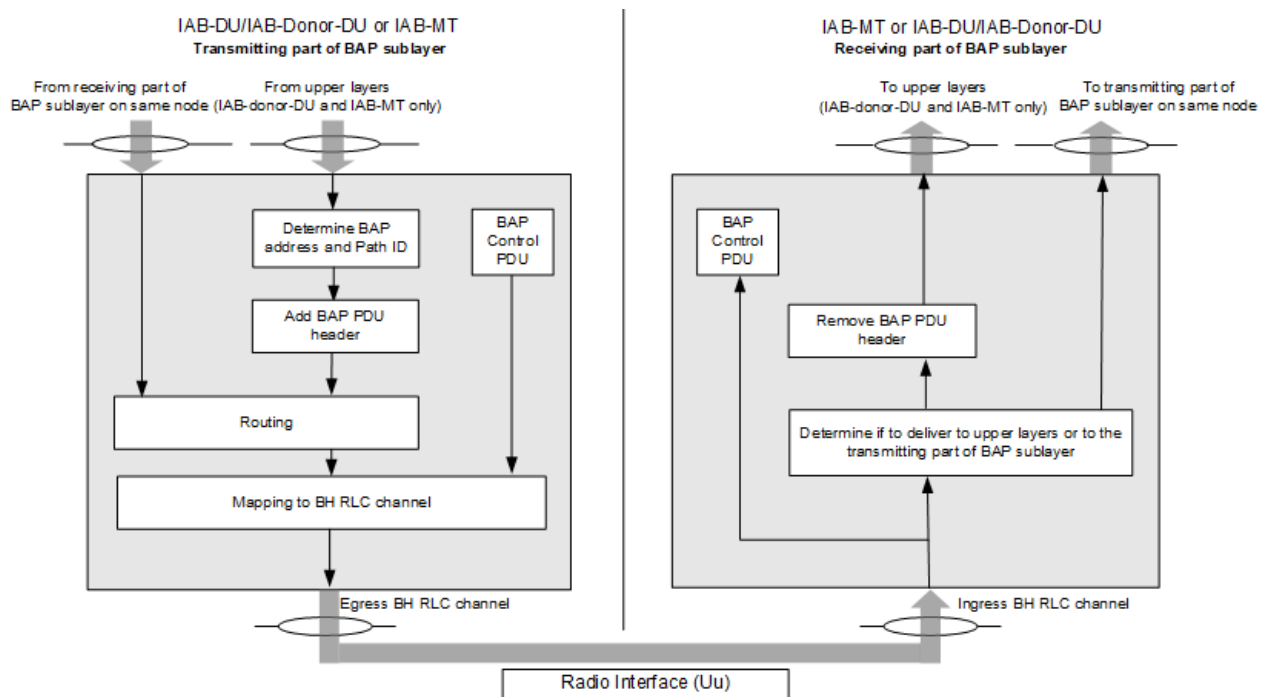 IAB-DU/IAB-Donor-DU or IAB-MT
Transmitting part of BAP sublayer
From receiving part of
BAP sublayer on same node
From upper layers
(IAB-donor-DU and IAB-MT only)
Determine BAP
address and Path ID
BAP
Control
PDU
Add BAP PDU
header
Routing
Mapping to BH RLC channel
Egress BH RLC channel
IAB-MT or IAB-DU/IAB-Donor-DU
Receiving part of BAP sublayer
To upper layers
(IAB-donor-DU and IAB-MT only)
To transmitting part of
BAP sublayer on same node
BAP
Control
PDU
Remove BAP PDU
header
Determine if to deliver to upper layers or to the
transmitting part of BAP sublayer
Ingress BH RLC channel
Radio Interface (Uu)